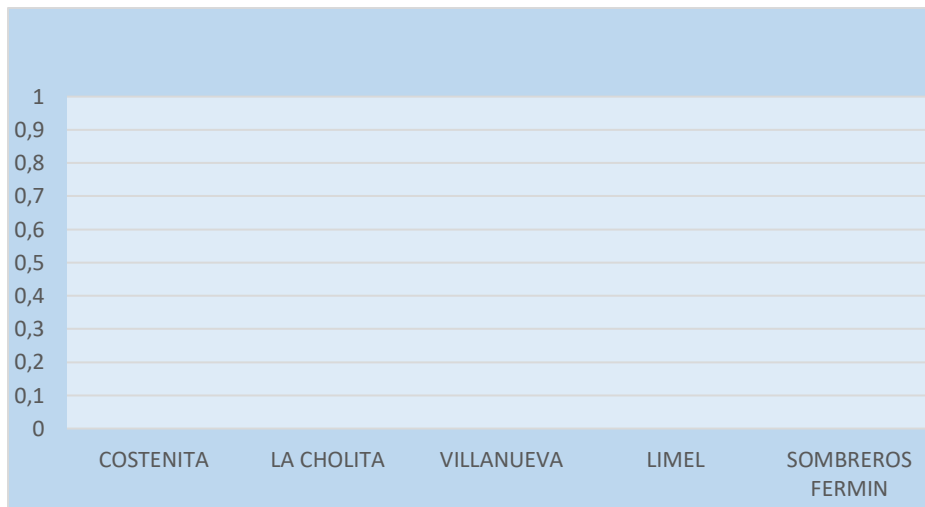 1
0,9
0,8
0,7
0,6
0,5
0,4
0,3
0,2
0,1
0
COSTENITA
LA CHOLITA
VILLANUEVA
LIMEL
SOMBREROS
FERMIN